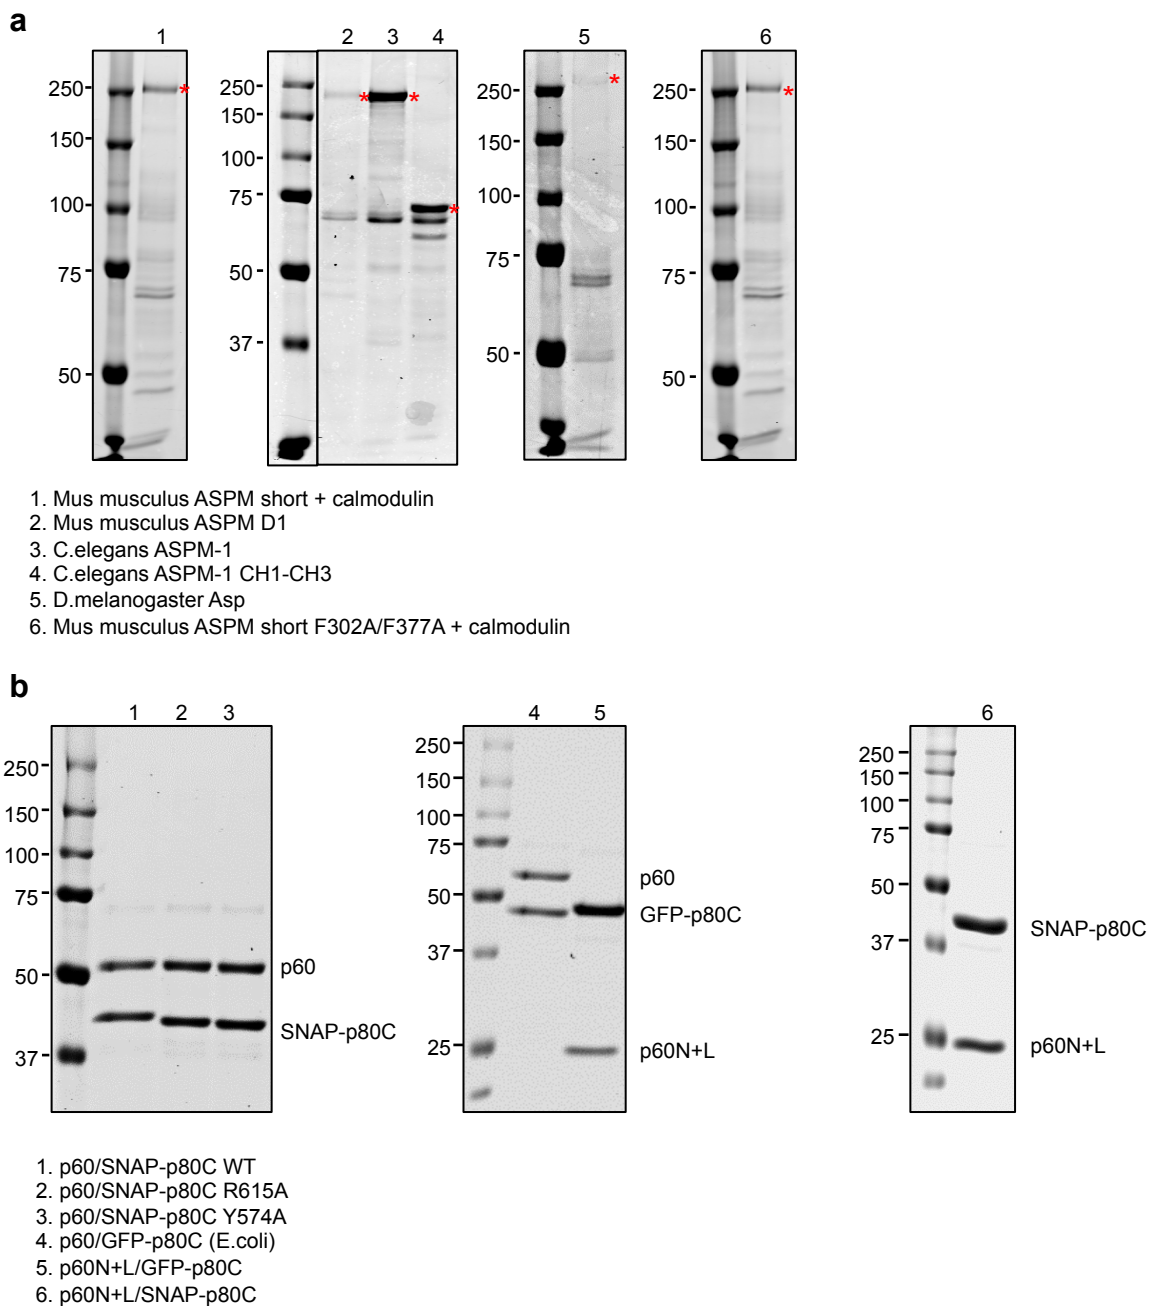 a
1
250
150
100
75
50
2 3 4
250
150
100
75
50
37
5
250
150
100
75
50
6
250
150
100
75
50
1. Mus musculus ASPM short + calmodulin
2. Mus musculus ASPM D1
3. C.elegans ASPM-1
4. C.elegans ASPM-1 CH1-CH3
5. D.melanogaster Asp
6. Mus musculus ASPM short F302A/F377A + calmodulin
b
1 2 3
250
150
100
75
50
37
p60
SNAP-p80C
4 5
250
150
100
75
50
37
25
p60
GFP-p80C
p60N+L
6
250
150
100
75
50
37
25
SNAP-p80C
p60N+L
1. p60/SNAP-p80C WT
2. p60/SNAP-p80C R615A
3. p60/SNAP-p80C Y574A
4. p60/GFP-p80C (E.coli)
5. p60N+L/GFP-p80C
6. p60N+L/SNAP-p80C